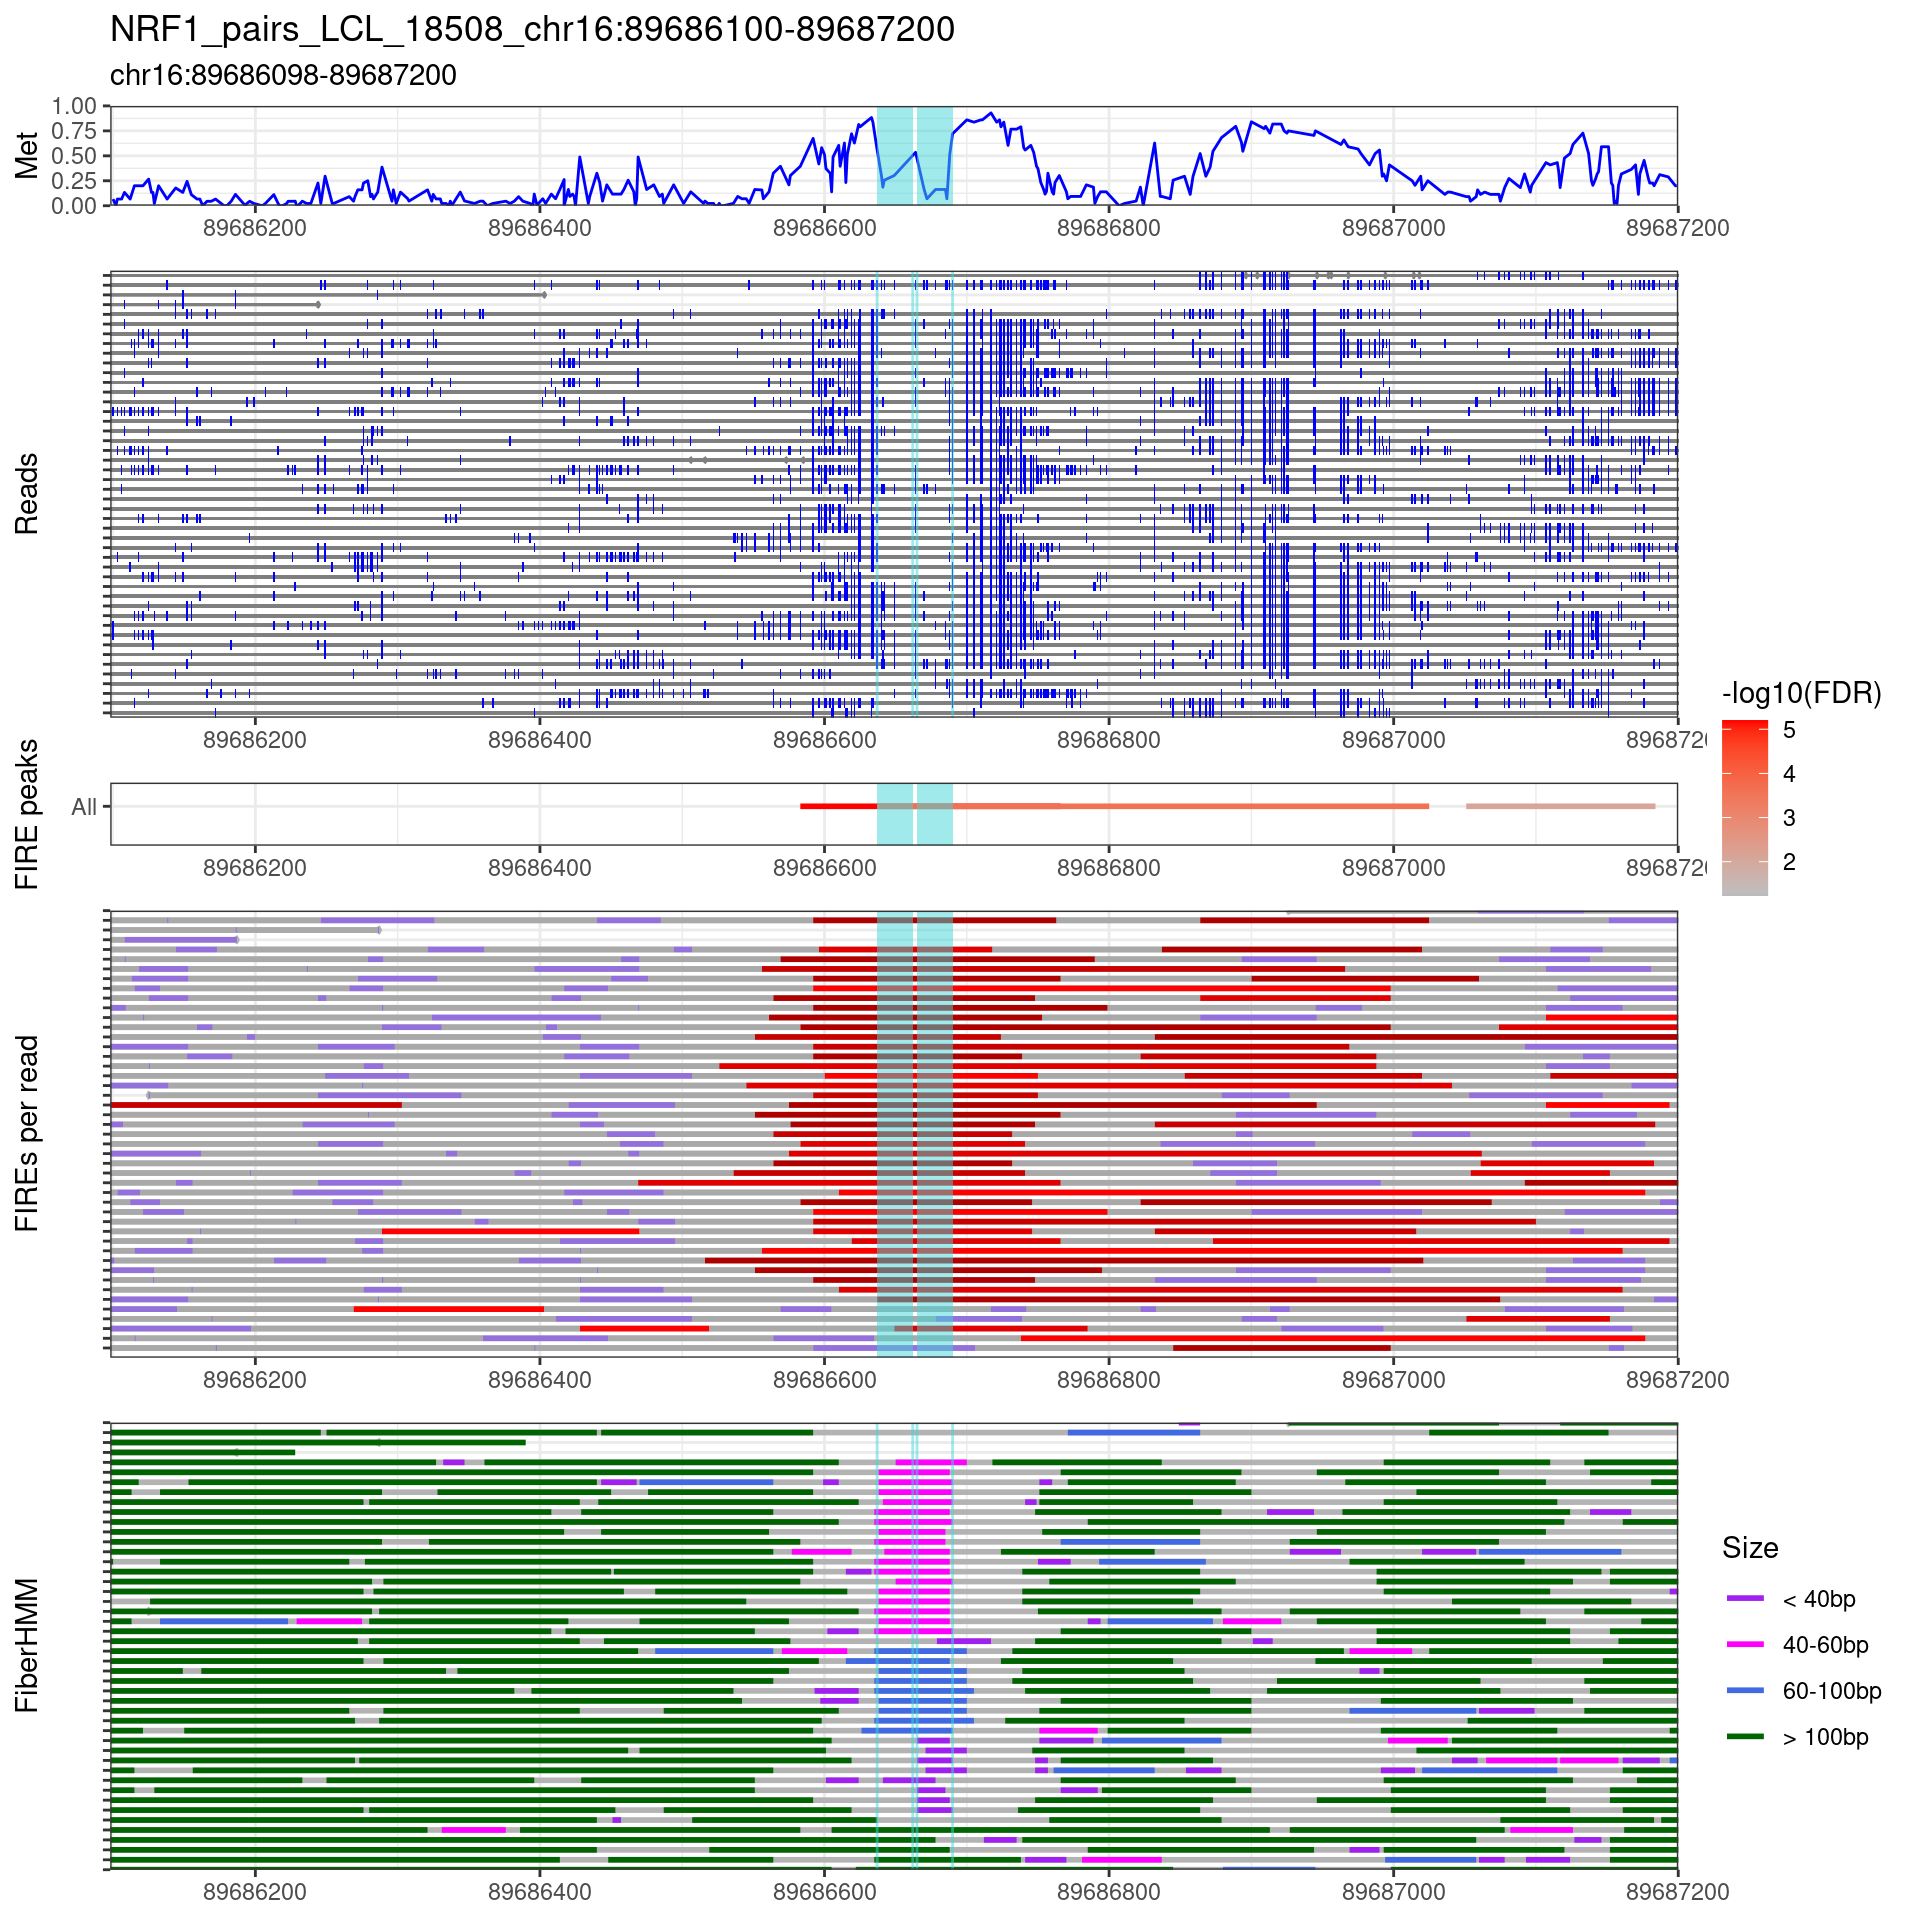 NRF1_pairs_LCL_18508_chr16:89686100-89687200
chr16:89686098-89687200
Met
1.00
0.75
0.50
0.25
0.00
89686200 89686400 89686600 89686800 89687000 89687200
Reads
89686200 89686400 89686600 89686800 89687000 8968720
FIRE peaks
All
89686200 89686400 89686600 89686800 89687000 8968720
-log10(FDR)
5
4
3
2
FIREs per read
89686200 89686400 89686600 89686800 89687000 89687200
FiberHMM
89686200 89686400 89686600 89686800 89687000 89687200
Size
< 40bp
40-60bp
60-100bp
> 100bp